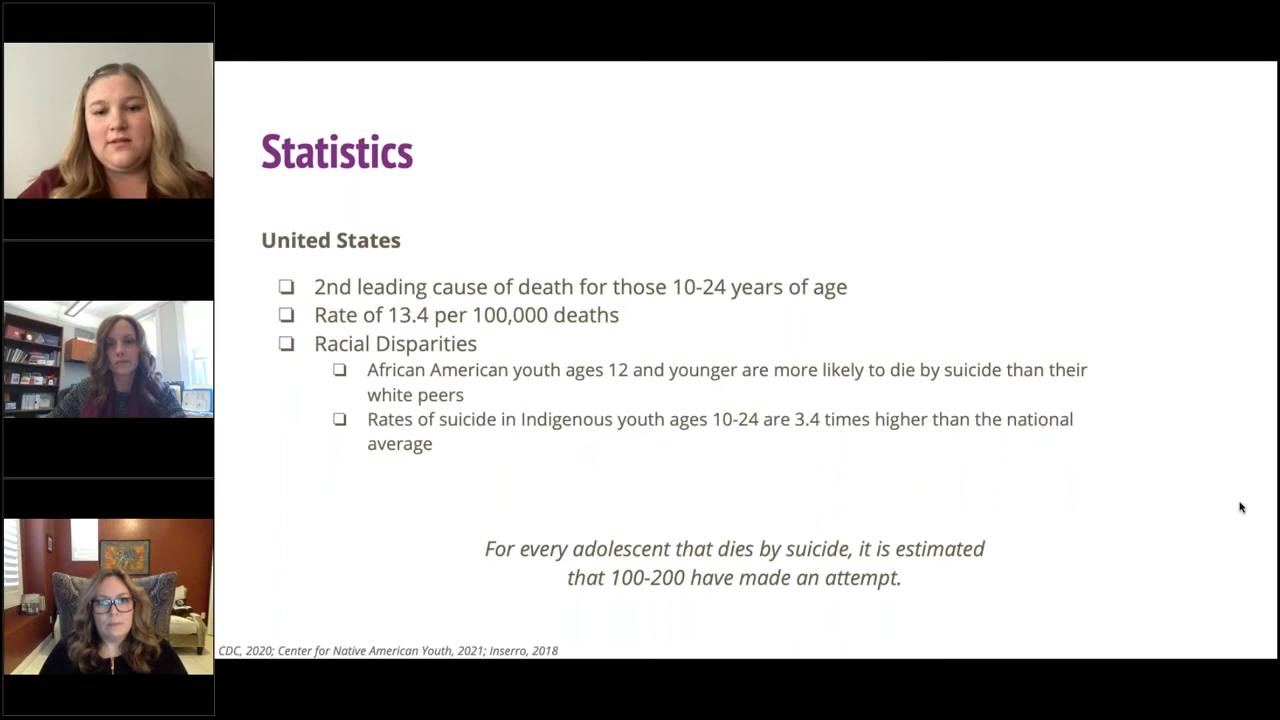 Statistics
United States
2nd leading cause of death for those 10-24 years of age
Rate of 13.4 per 100,000 deaths
Racial Disparities
African American youth ages 12 and younger are more likely to die by suicide than their
white peers
Rates of suicide in Indigenous youth ages 10-24 are 3.4 times higher than the national
average
For every adolescent that dies by suicide, it is estimated
that 100-200 have made an attempt.
CDC, 2020; Center for Native American Youth, 2021; Inserro, 2018